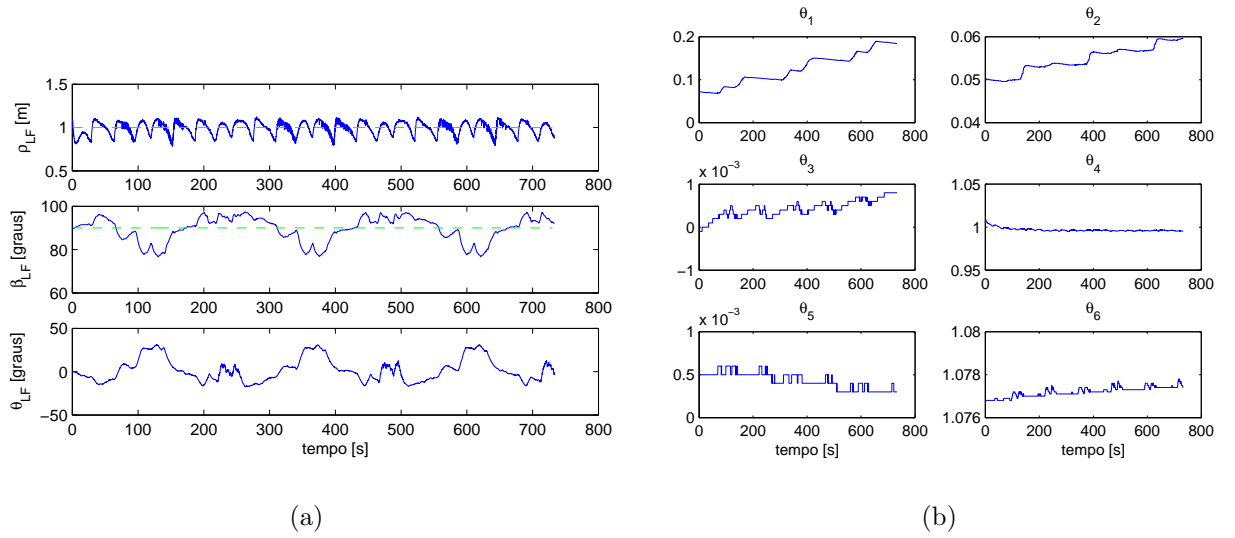 1.5
1
0.5
ρ_LF [m]
0 100 200 300 400 500 600 700 800
100
80
60
β_LF [graus]
0 100 200 300 400 500 600 700 800
50
0
−50
θ_LF [graus]
0 100 200 300 400 500 600 700 800
tempo [s]
(a)
θ_1
0.2
0.1
0
0 200 400 600 800
θ_2
0.06
0.05
0.04
0 200 400 600 800
θ_3
x 10^−3
1
0
−1
0 200 400 600 800
θ_4
1.05
1
0.95
0 200 400 600 800
θ_5
x 10^−3
1
0.5
0
0 200 400 600 800
tempo [s]
θ_6
1.08
1.078
1.076
0 200 400 600 800
tempo [s]
(b)